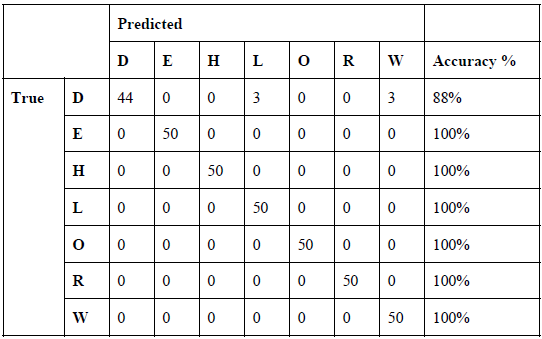 Predicted
D E H L O R W Accuracy %
True D 44 0 0 3 0 0 3 88%
E 0 50 0 0 0 0 0 100%
H 0 0 50 0 0 0 0 100%
L 0 0 0 50 0 0 0 100%
O 0 0 0 0 50 0 0 100%
R 0 0 0 0 0 50 0 100%
W 0 0 0 0 0 0 50 100%